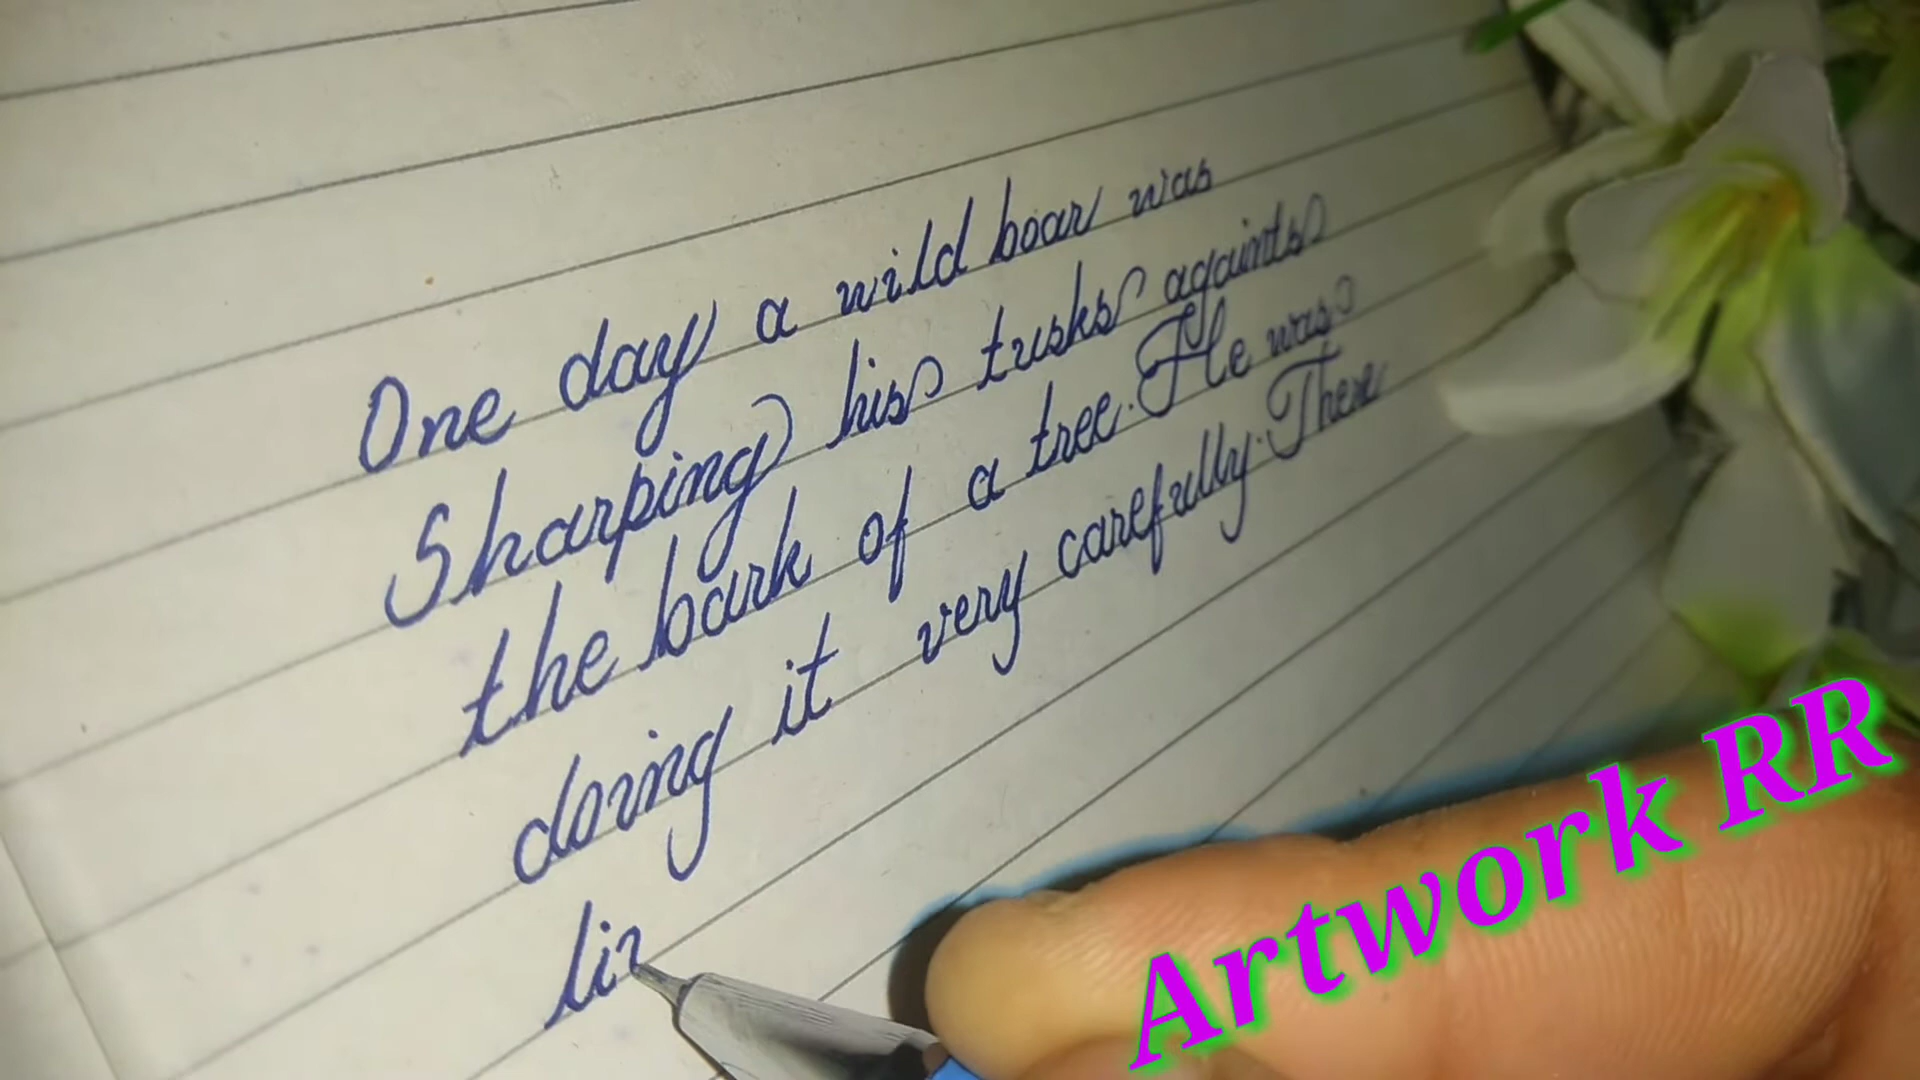 One day a wild boar was
Sharping his tusks againts
the bark of a tree. He was
doing it very carefully. There
lin
Artwork RR